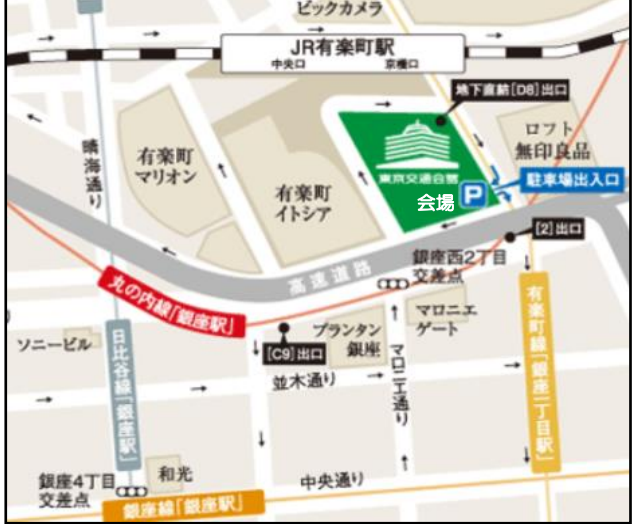 ビックカメラ
JR有楽町駅
中央口
京橋口
地下直結[D8]出口
ロフト
無印良品
晴海通り
有楽町
マリオン
有楽町
イトシア
東京交通会館
会場
P
駐車場出入口
[2]出口
高速道路
銀座西2丁目
交差点
丸の内線「銀座駅」
マロニエ
ゲート
プランタン
銀座
[C9]出口
ソニービル
日比谷線「銀座駅」
並木通り
マロニエ通り
有楽町線「銀座一丁目駅」
和光
中央通り
銀座4丁目
交差点
銀座線「銀座駅」